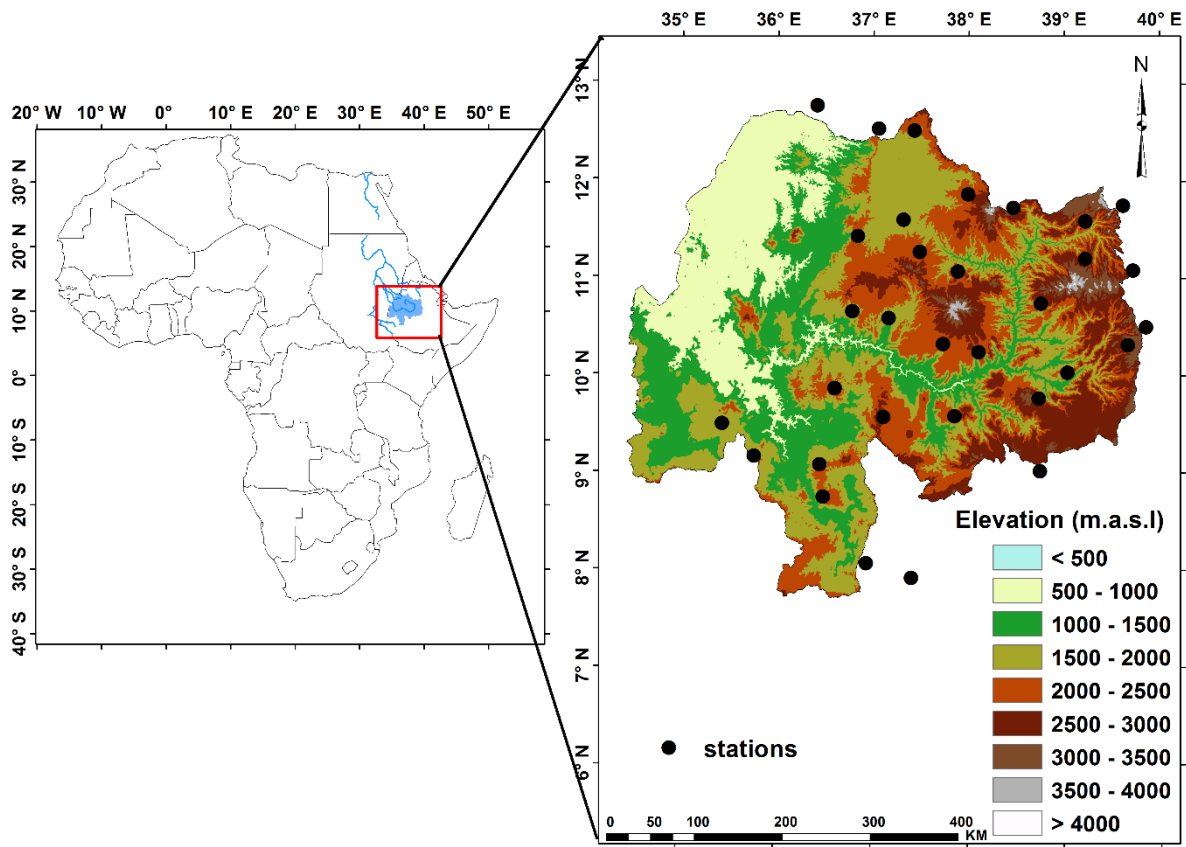 20° W 10° W 0° 10° E 20° E 30° E 40° E 50° E
30° N
20° N
10° N
0°
10° S
20° S
30° S
40° S
35° E 36° E 37° E 38° E 39° E 40° E
13° N
12° N
11° N
10° N
9° N
8° N
7° N
6° N
N
Elevation (m.a.s.l)
< 500
500 - 1000
1000 - 1500
1500 - 2000
2000 - 2500
2500 - 3000
3000 - 3500
3500 - 4000
> 4000
stations
0 50 100 200 300 400
KM